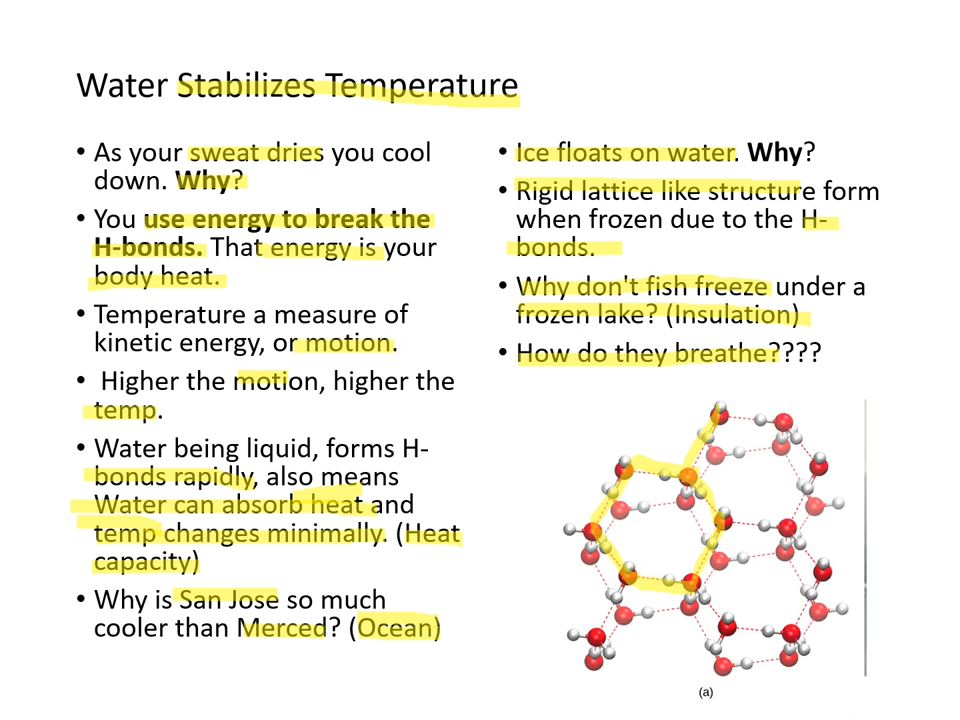 Water Stabilizes Temperature
• As your sweat dries you cool
down. Why?
• You use energy to break the
H-bonds. That energy is your
body heat.
• Temperature a measure of
kinetic energy, or motion.
• Higher the motion, higher the
temp.
• Water being liquid, forms H-
bonds rapidly, also means
Water can absorb heat and
temp changes minimally. (Heat
capacity)
• Why is San Jose so much
cooler than Merced? (Ocean)
• Ice floats on water. Why?
• Rigid lattice like structure form
when frozen due to the H-
bonds.
• Why don't fish freeze under a
frozen lake? (Insulation)
• How do they breathe????
(a)